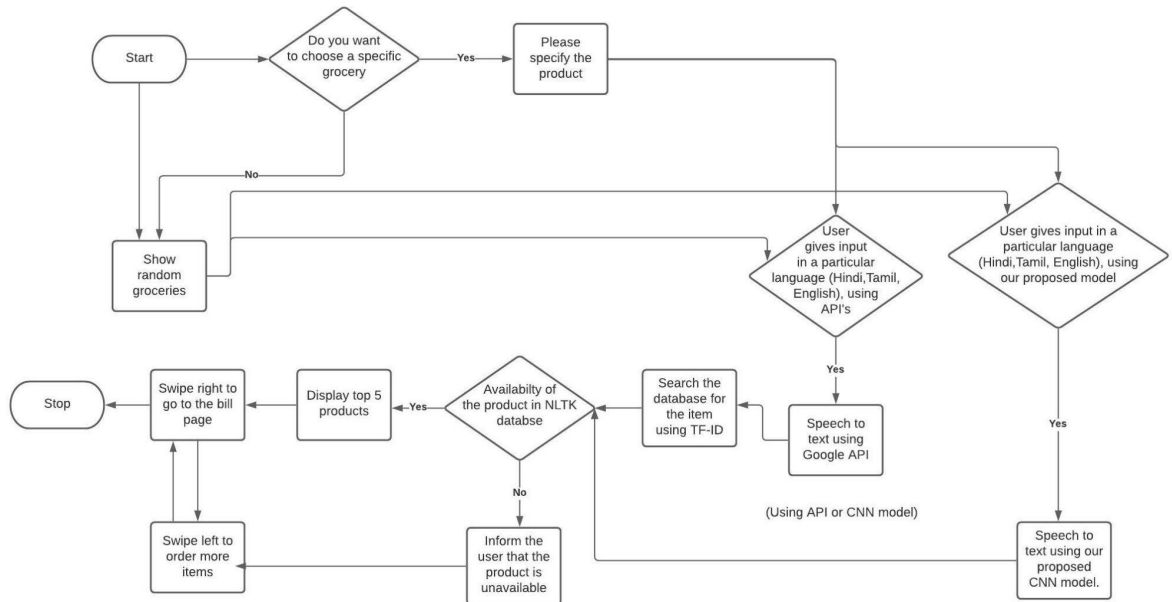 Start
Do you want
to choose a specific
grocery
Yes
Please
specify the
product
No
Show
random
groceries
User
gives input
in a particular
language (Hindi,Tamil,
English), using
API's
User gives input in a
particular language
(Hindi,Tamil, English), using
our proposed model
Yes
Yes
Stop
Swipe right to
go to the bill
page
Display top 5
products
Yes
Availabilty of
the product in NLTK
databse
Search the
database for
the item
using TF-ID
Speech to
text using
Google API
No
(Using API or CNN model)
Swipe left to
order more
items
Inform the
user that the
product is
unavailable
Speech to
text using our
proposed
CNN model.